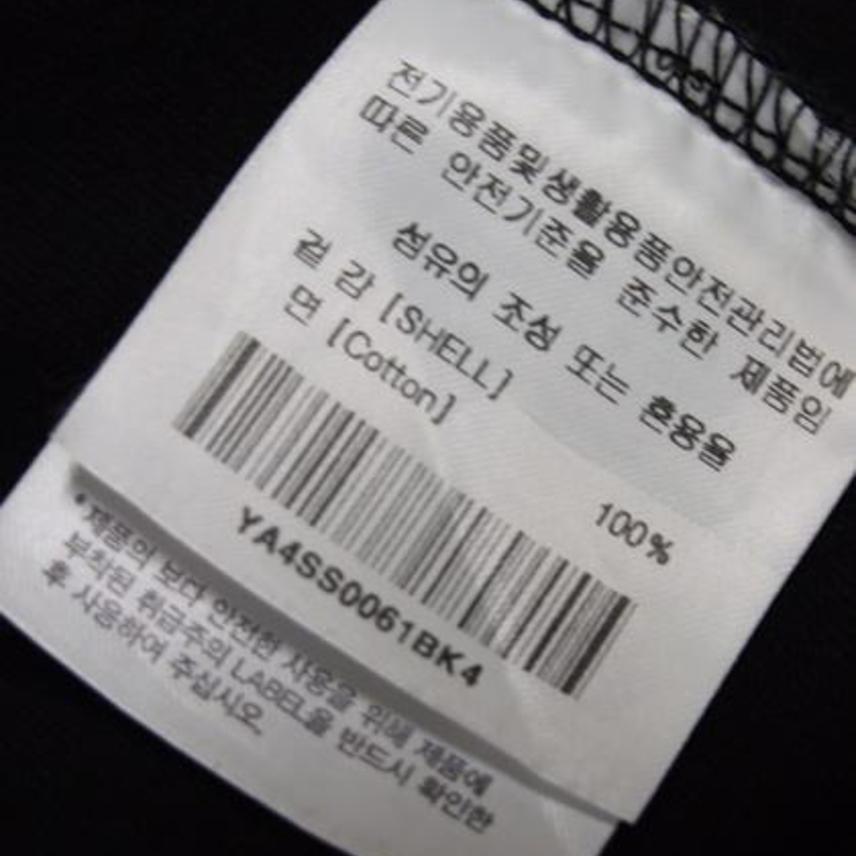 전기용품및생활용품안전관리법에
따른 안전기준을 준수한 제품임
섬유의 조성 또는 혼용율
겉 감 [SHELL]
면 [Cotton]
100%
YA4SS0061BK4
*제품의 보다 안전한 사용을 위해 제품에
부착된 취급주의 LABEL을 반드시 확인한
후 사용하여 주십시오.